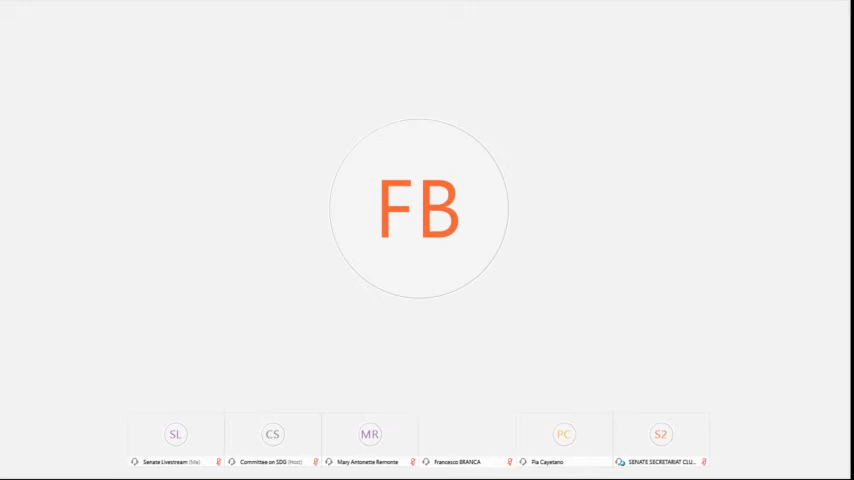 FB
SL
CS
MR
PC
S2
Senate Livestream (Me)
Committee on SDG (Host)
Mary Antonette Remonte
Francesco BRANCA
Pia Cayetano
SENATE SECRETARIAT CLU...